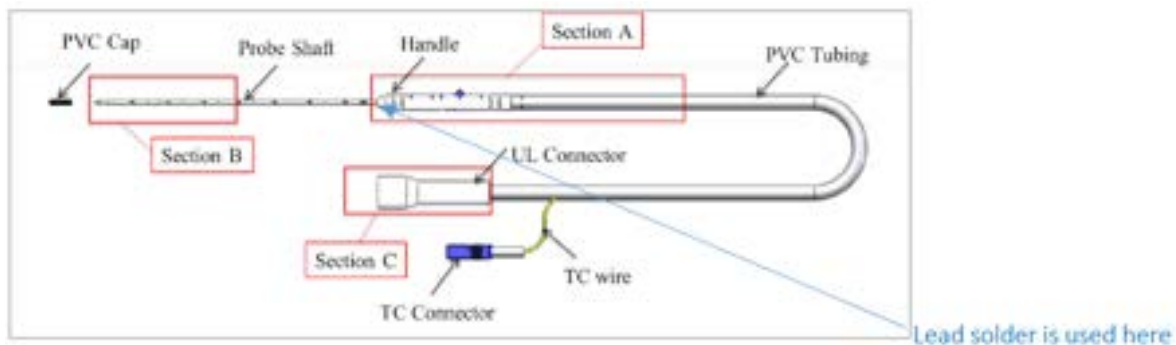 Section A
PVC Cap
Probe Shaft
Handle
PVC Tubing
Section B
UL Connector
Section C
TC wire
TC Connector
Lead solder is used here